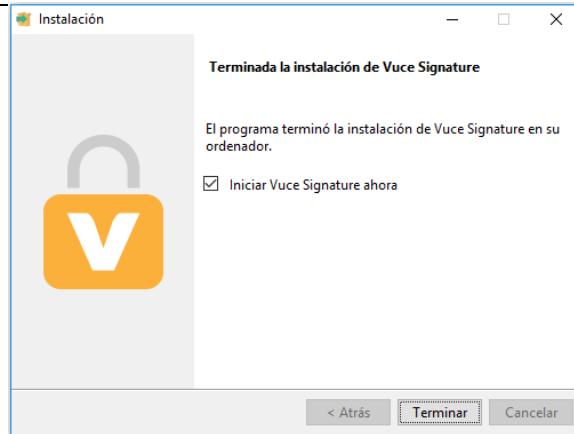 Instalación
Terminada la instalación de Vuce Signature
El programa terminó la instalación de Vuce Signature en su
ordenador.
Iniciar Vuce Signature ahora
V
< Atrás
Terminar
Cancelar